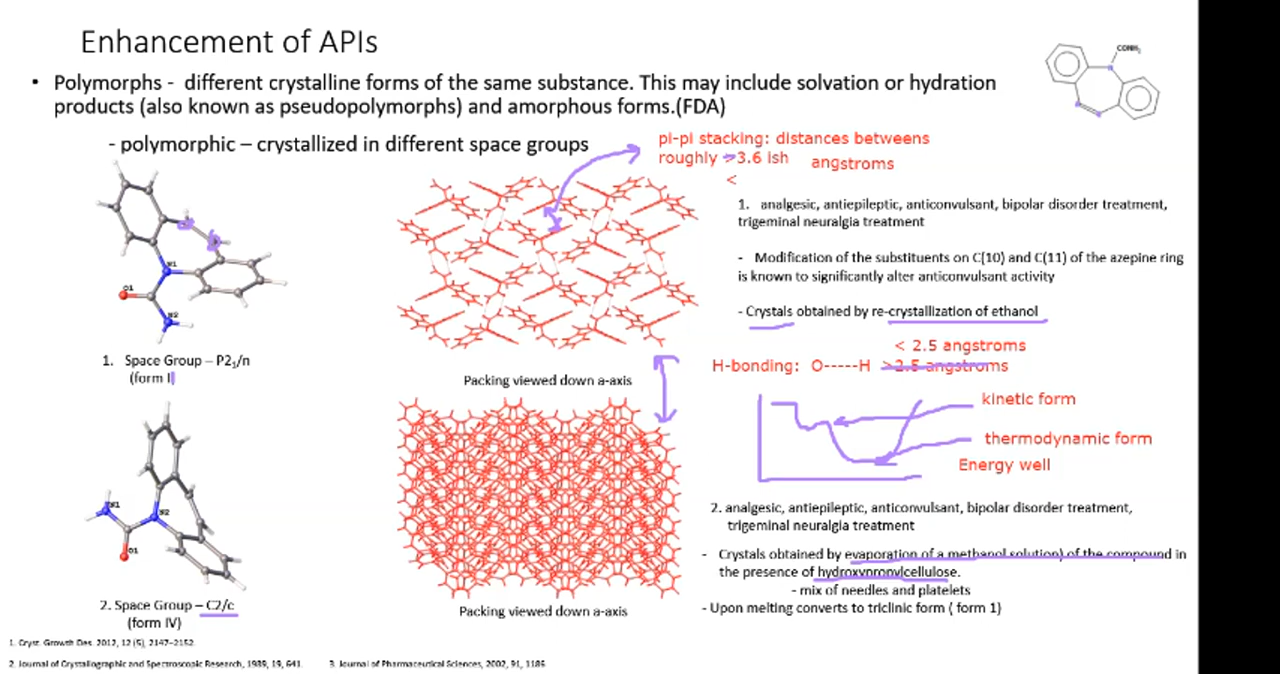 Enhancement of APIs
• Polymorphs - different crystalline forms of the same substance. This may include solvation or hydration
products (also known as pseudopolymorphs) and amorphous forms.(FDA)
- polymorphic – crystallized in different space groups
CONH₂
N
pi-pi stacking: distances betweens
roughly >3.6 ish angstroms
<
1. analgesic, antiepileptic, anticonvulsant, bipolar disorder treatment,
trigeminal neuralgia treatment
- Modification of the substituents on C(10) and C(11) of the azepine ring
is known to significantly alter anticonvulsant activity
- Crystals obtained by re-crystallization of ethanol
N1
O1
N2
1. Space Group – P2₁/n
(form I)
Packing viewed down a-axis
< 2.5 angstroms
H-bonding: O-----H >2.5 angstroms
kinetic form
thermodynamic form
Energy well
N1
N2
O1
2. Space Group – C2/c
(form IV)
Packing viewed down a-axis
2. analgesic, antiepileptic, anticonvulsant, bipolar disorder treatment,
trigeminal neuralgia treatment
- Crystals obtained by evaporation of a methanol solution) of the compound in
the presence of hydroxypropylcellulose.
- mix of needles and platelets
- Upon melting converts to triclinic form ( form 1)
1. Cryst. Growth Des. 2012, 12 (5), 2147–2152.
2. Journal of Crystallographic and Spectroscopic Research, 1989, 19, 641. 3. Journal of Pharmaceutical Sciences, 2002, 91, 1186